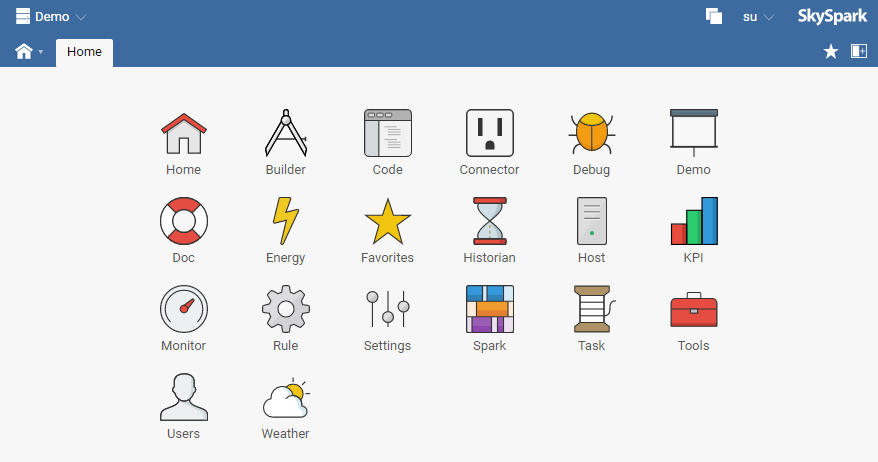 Demo su SkySpark
Home
Home Builder Code Connector Debug Demo
Doc Energy Favorites Historian Host KPI
Monitor Rule Settings Spark Task Tools
Users Weather